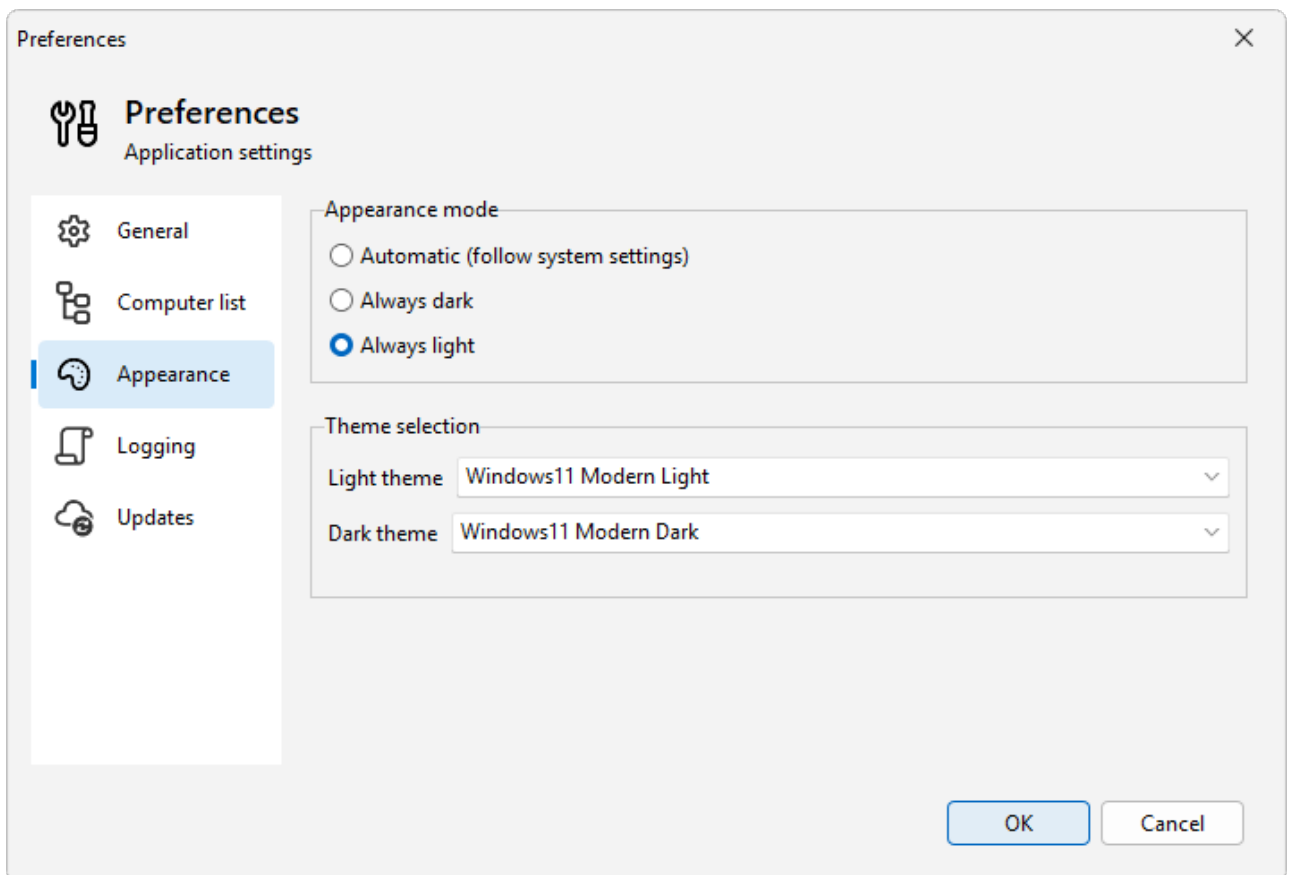 Preferences
Preferences
Application settings
General
Computer list
Appearance
Logging
Updates
Appearance mode
Automatic (follow system settings)
Always dark
Always light
Theme selection
Light theme Windows11 Modern Light
Dark theme Windows11 Modern Dark
OK Cancel